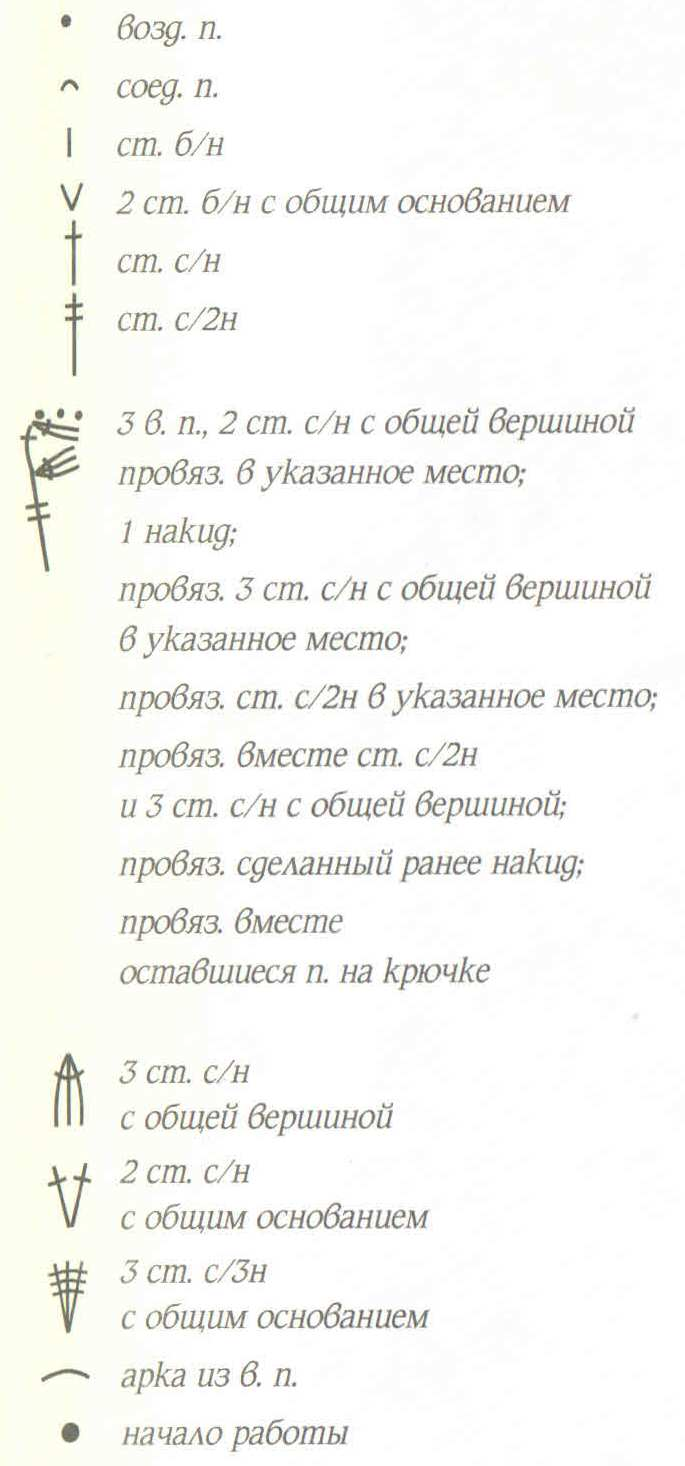 возд. п.
соед. п.
ст. б/н
2 ст. б/н с общим основанием
ст. с/н
ст. с/2н
3 в. п., 2 ст. с/н с общей вершиной
провяз. в указанное место;
1 накид;
провяз. 3 ст. с/н с общей вершиной
в указанное место;
провяз. ст. с/2н в указанное место;
провяз. вместе ст. с/2н
и 3 ст. с/н с общей вершиной;
провяз. сделанный ранее накид;
провяз. вместе
оставшиеся п. на крючке
3 ст. с/н
с общей вершиной
2 ст. с/н
с общим основанием
3 ст. с/3н
с общим основанием
арка из в. п.
начало работы